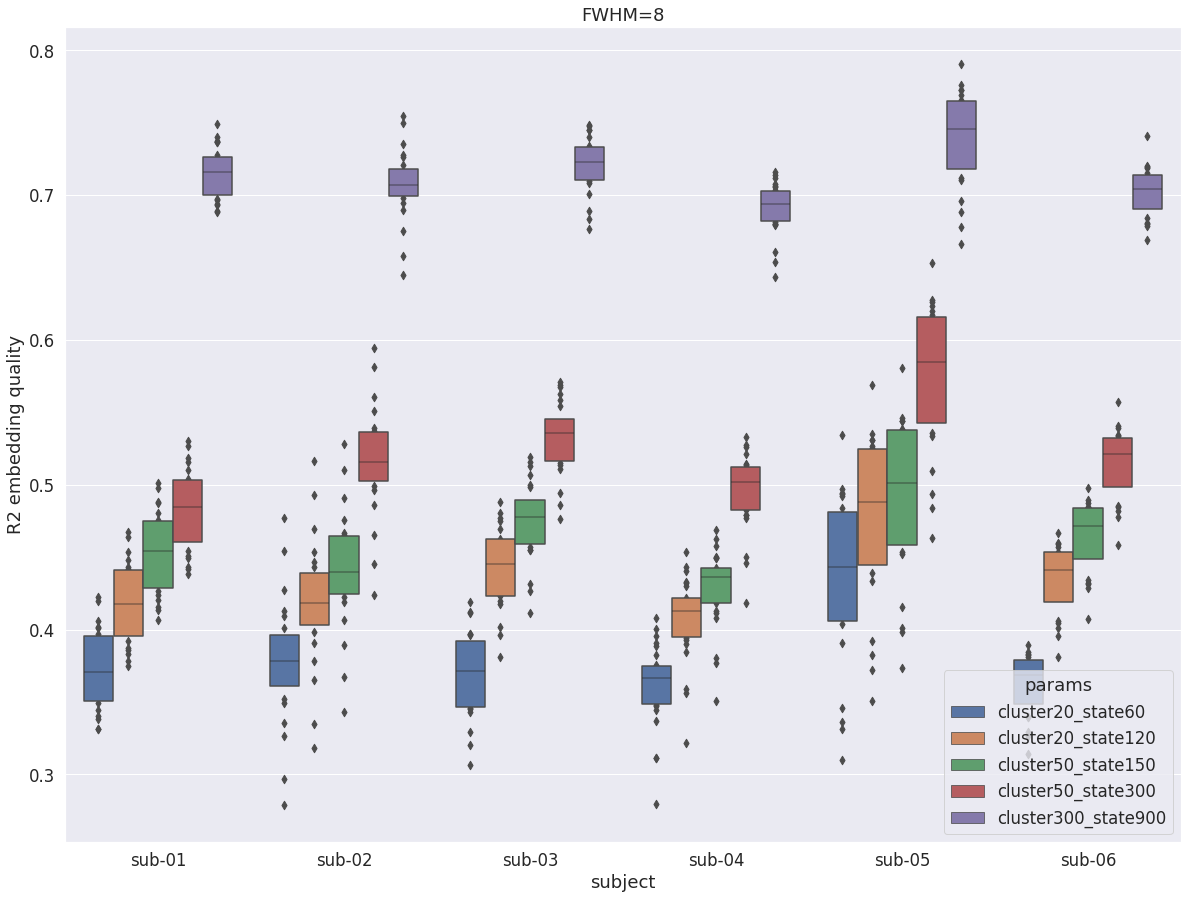 FWHM=8
R2 embedding quality
0.8
0.7
0.6
0.5
0.4
0.3
sub-01 sub-02 sub-03 sub-04 sub-05 sub-06
subject
params
cluster20_state60
cluster20_state120
cluster50_state150
cluster50_state300
cluster300_state900